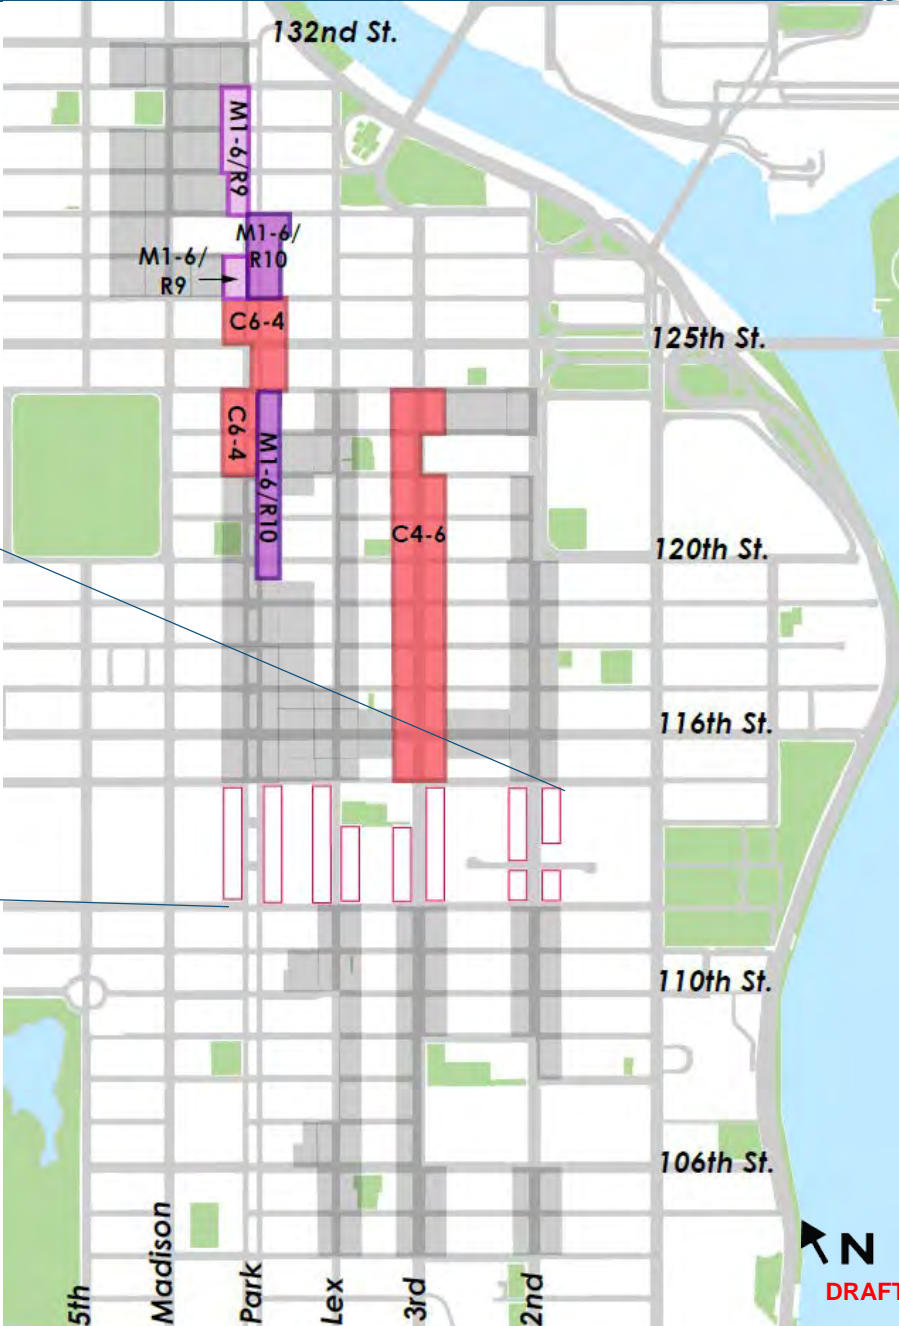 132nd St.
M1-6/R9
M1-6/
R10
M1-6/
R9
C6-4
125th St.
C6-4
M1-6/R10
C4-6
120th St.
116th St.
110th St.
106th St.
5th
Madison
Park
Lex
3rd
2nd
N
DRAFT